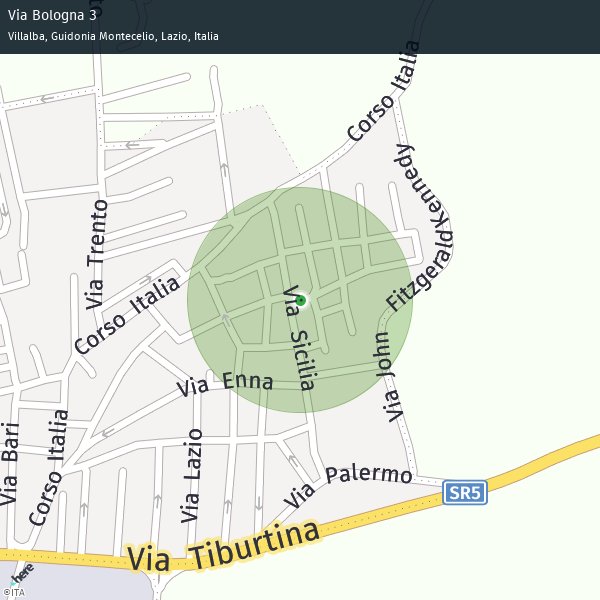 Via Bologna 3
Villalba, Guidonia Montecelio, Lazio, Italia
Corso Italia
Via John Fitzgerald Kennedy
Via Trento
Corso Italia
Via Sicilia
Via Enna
Via Bari
Corso Italia
Via Lazio
Via Palermo
SR5
Via Tiburtina
here
©ITA